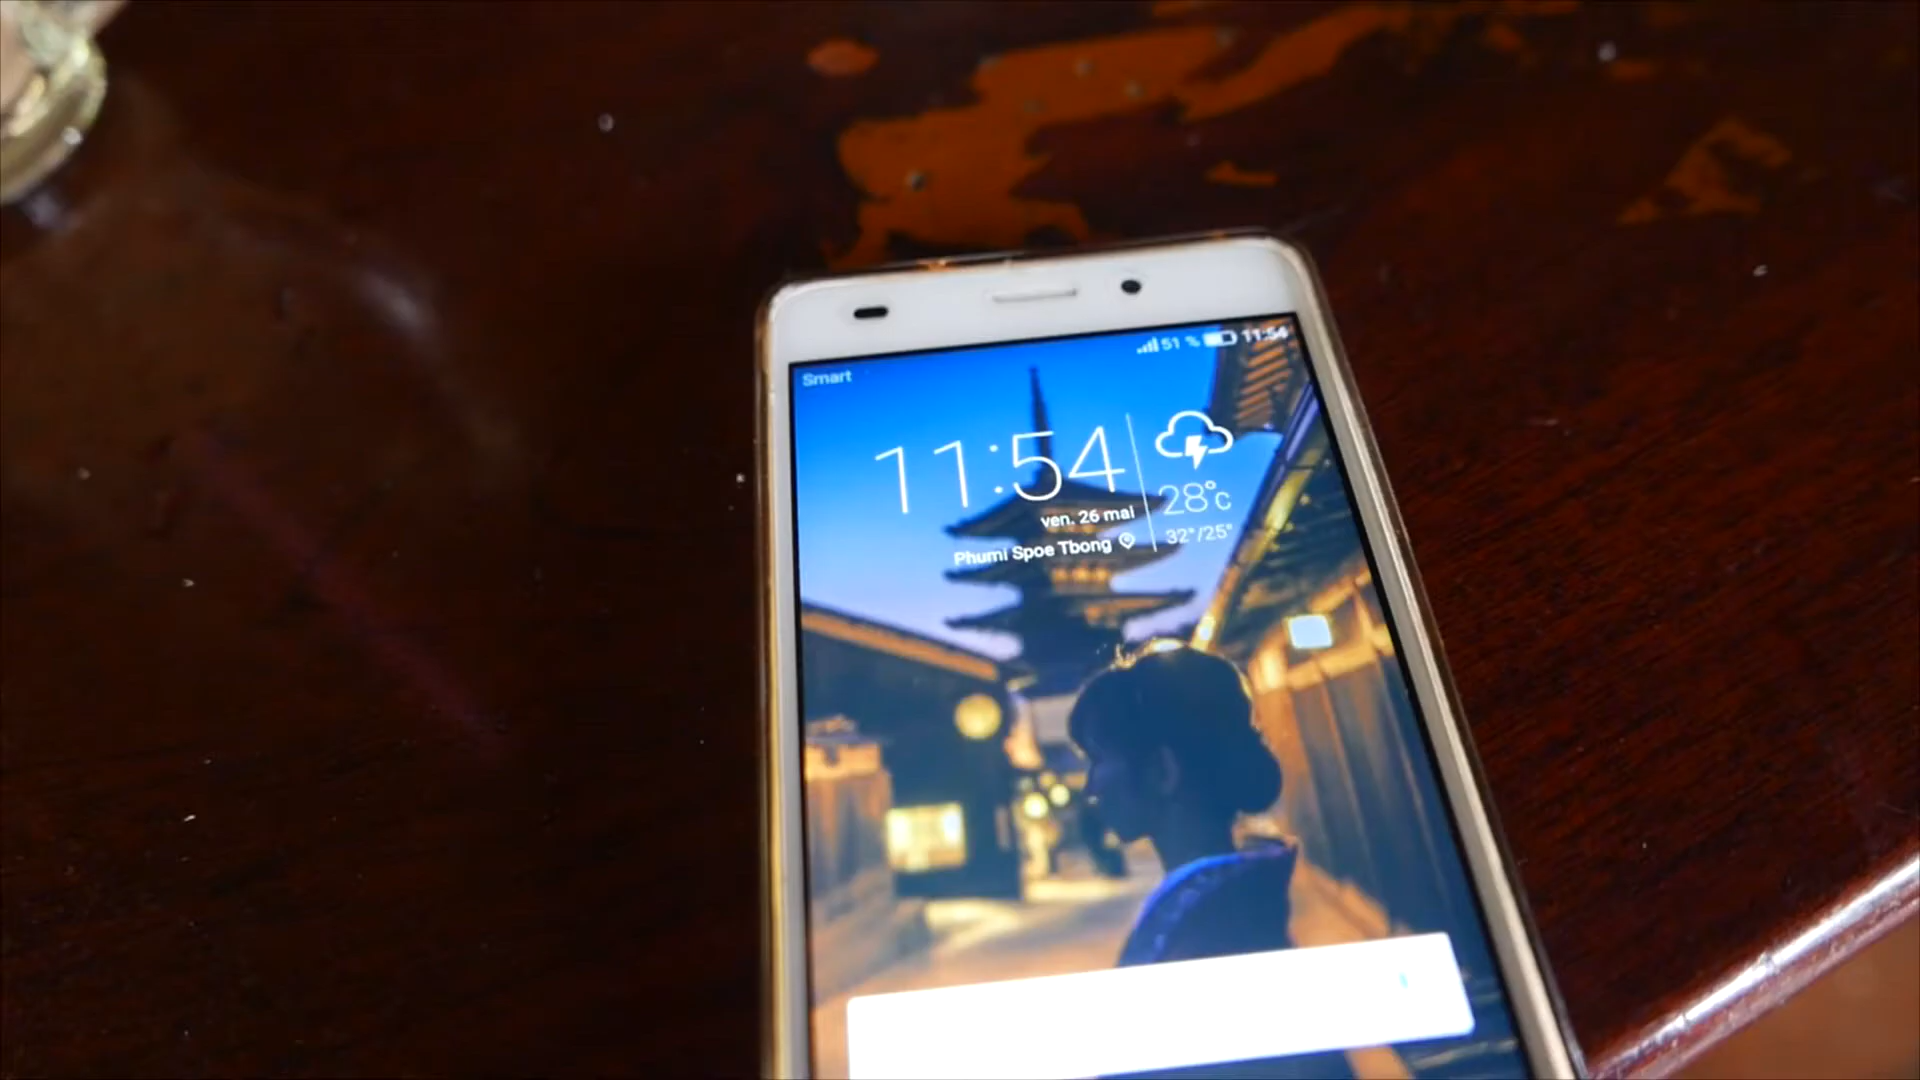 51 % 11:54
Smart
11:54
28°c
ven. 26 mai
32°/25°
Phumi Spoe Tbong